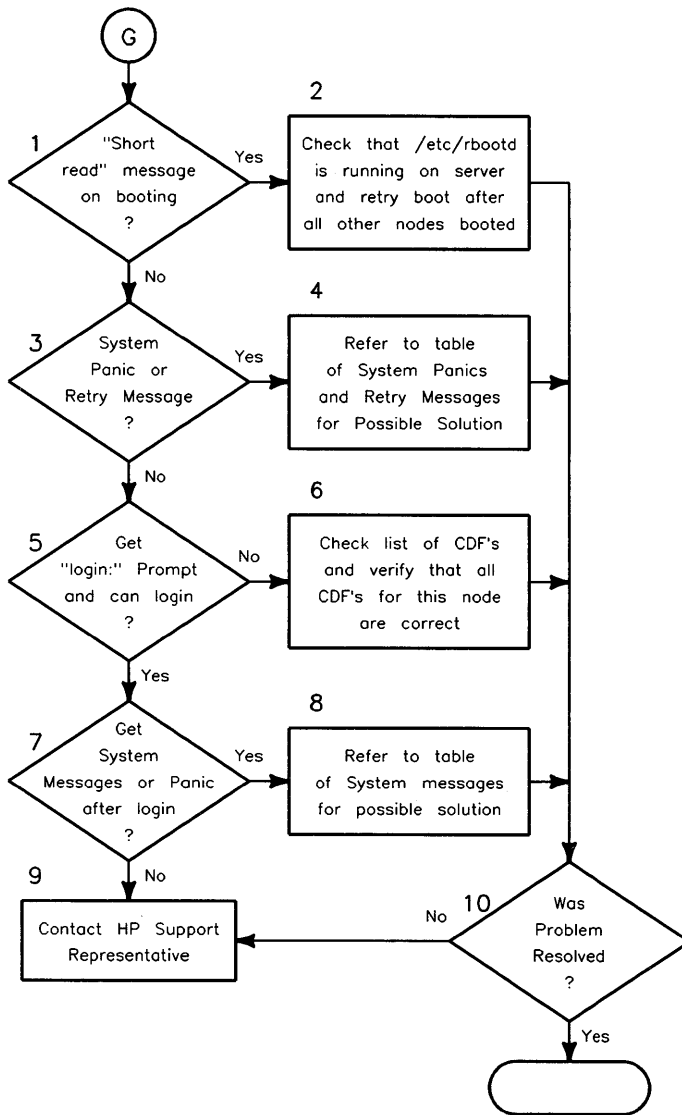 G
1
"Short
read" message
on booting
?
Yes
No
2
Check that /etc/rbootd
is running on server
and retry boot after
all other nodes booted
3
System
Panic or
Retry Message
?
Yes
No
4
Refer to table
of System Panics
and Retry Messages
for Possible Solution
5
Get
"login:" Prompt
and can login
?
No
Yes
6
Check list of CDF's
and verify that all
CDF's for this node
are correct
7
Get
System
Messages or Panic
after login
?
Yes
No
8
Refer to table
of System messages
for possible solution
9
Contact HP Support
Representative
10
Was
Problem
Resolved
?
No
Yes